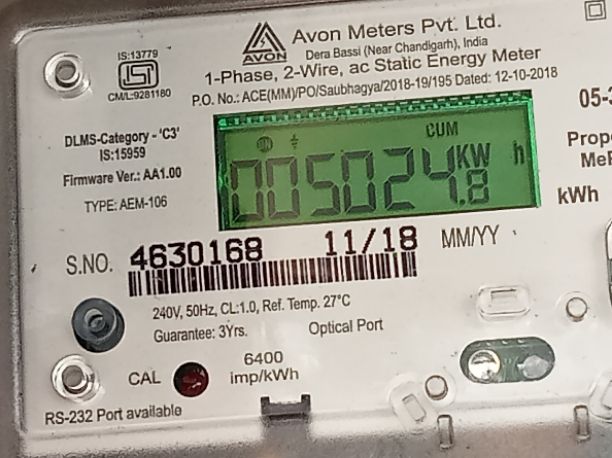 Avon Meters Pvt. Ltd.
Dera Bassi (Near Chandigarh), India
AVON
1-Phase, 2-Wire, ac Static Energy Meter
P.O. No.: ACE(MM)/PO/Saubhagya/2018-19/195 Dated: 12-10-2018
IS:13779
ISI
CM/L:9281180
DLMS-Category - 'C3'
IS:15959
Firmware Ver.: AA1.00
TYPE: AEM-106
CUM
005024.8
KW h
kWh
05-3
Prope
MeP
S.NO. 4630168 11/18 MM/YY
240V, 50Hz, CL:1.0, Ref. Temp. 27°C
Guarantee: 3Yrs. Optical Port
CAL
6400
imp/kWh
RS-232 Port available